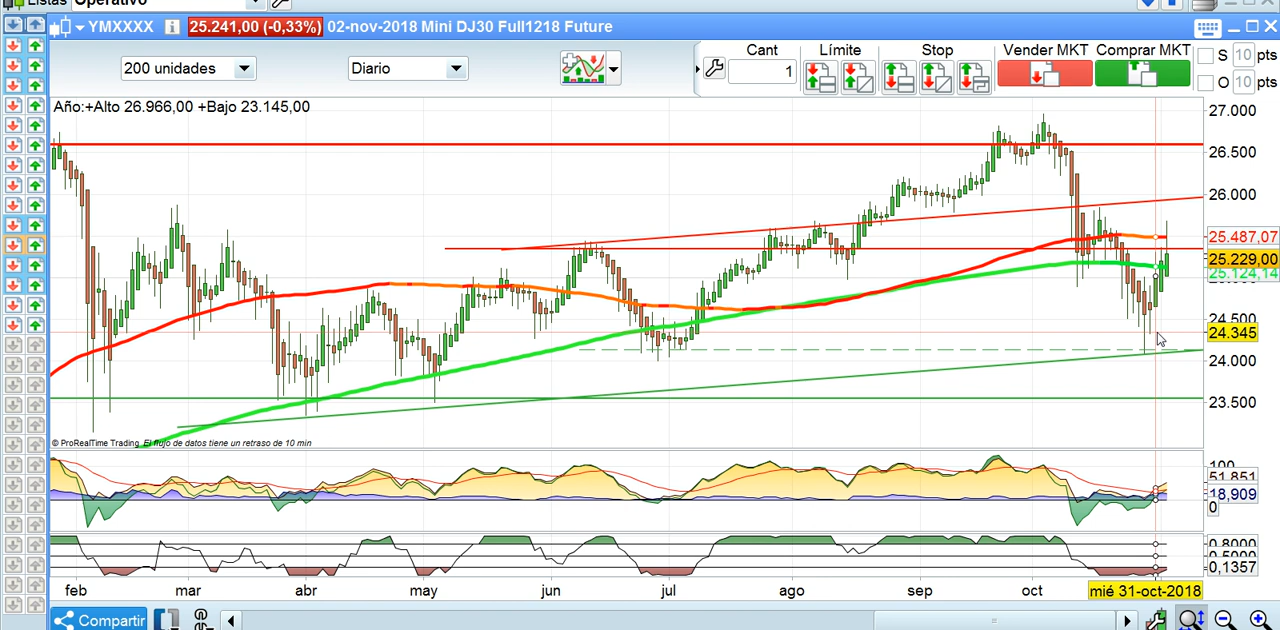 Listas Operativo
YMXXXX 25.241,00 (-0,33%) 02-nov-2018 Mini DJ30 Full1218 Future
200 unidades
Diario
Cant
1
Límite
Stop
Vender MKT
Comprar MKT
S 10 pts
O 10 pts
Año:+Alto 26.966,00 +Bajo 23.145,00
27.000
26.500
26.000
25.487,07
25.229,00
25.124,14
24.500
24.345
24.000
23.500
© ProRealTime Trading El flujo de datos tiene un retraso de 10 min
100
51,851
18,909
0
0,8000
0,5000
0,1357
feb mar abr may jun jul ago sep oct mié 31-oct-2018
Compartir